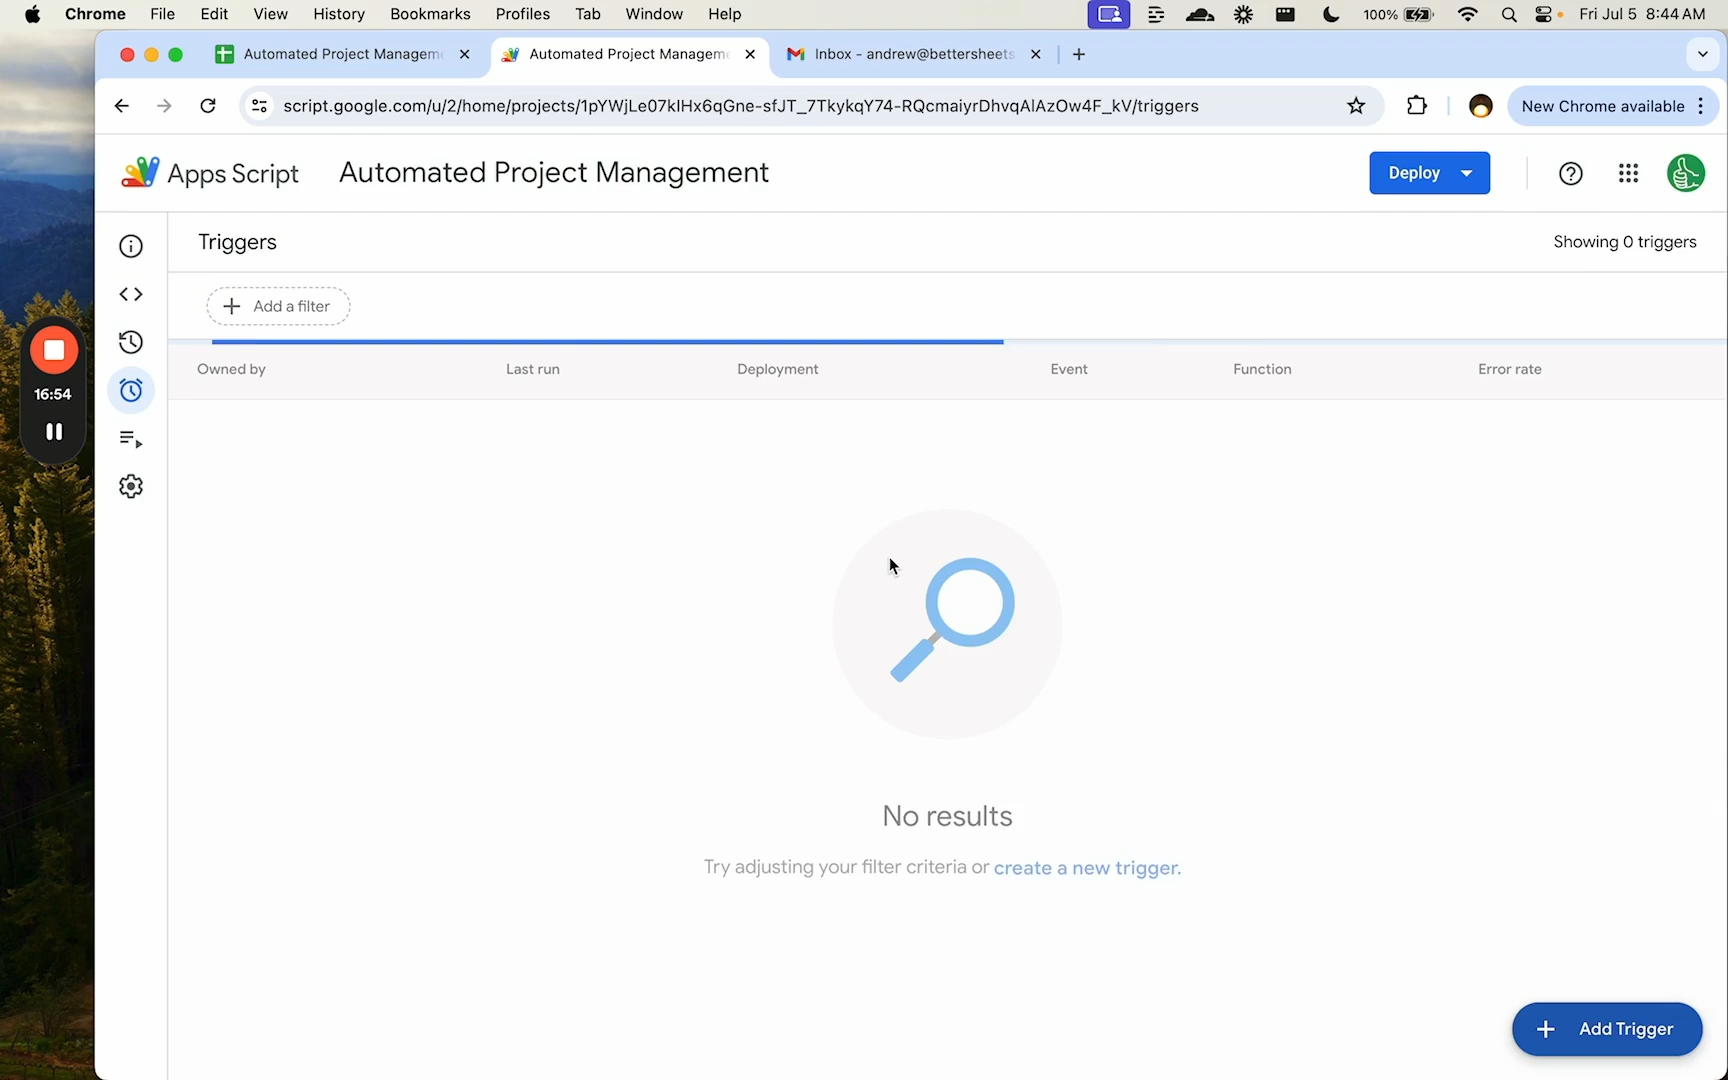 Chrome File Edit View History Bookmarks Profiles Tab Window Help 100% Fri Jul 5 8:44 AM
Automated Project Managem Automated Project Managem Inbox - andrew@bettersheets
script.google.com/u/2/home/projects/1pYWjLe07kIHx6qGne-sfJT_7TkykqY74-RQcmaiyrDhvqAlAzOw4F_kV/triggers New Chrome available
Apps Script Automated Project Management Deploy
Triggers Showing 0 triggers
Add a filter
Owned by Last run Deployment Event Function Error rate
16:54
No results
Try adjusting your filter criteria or create a new trigger.
Add Trigger